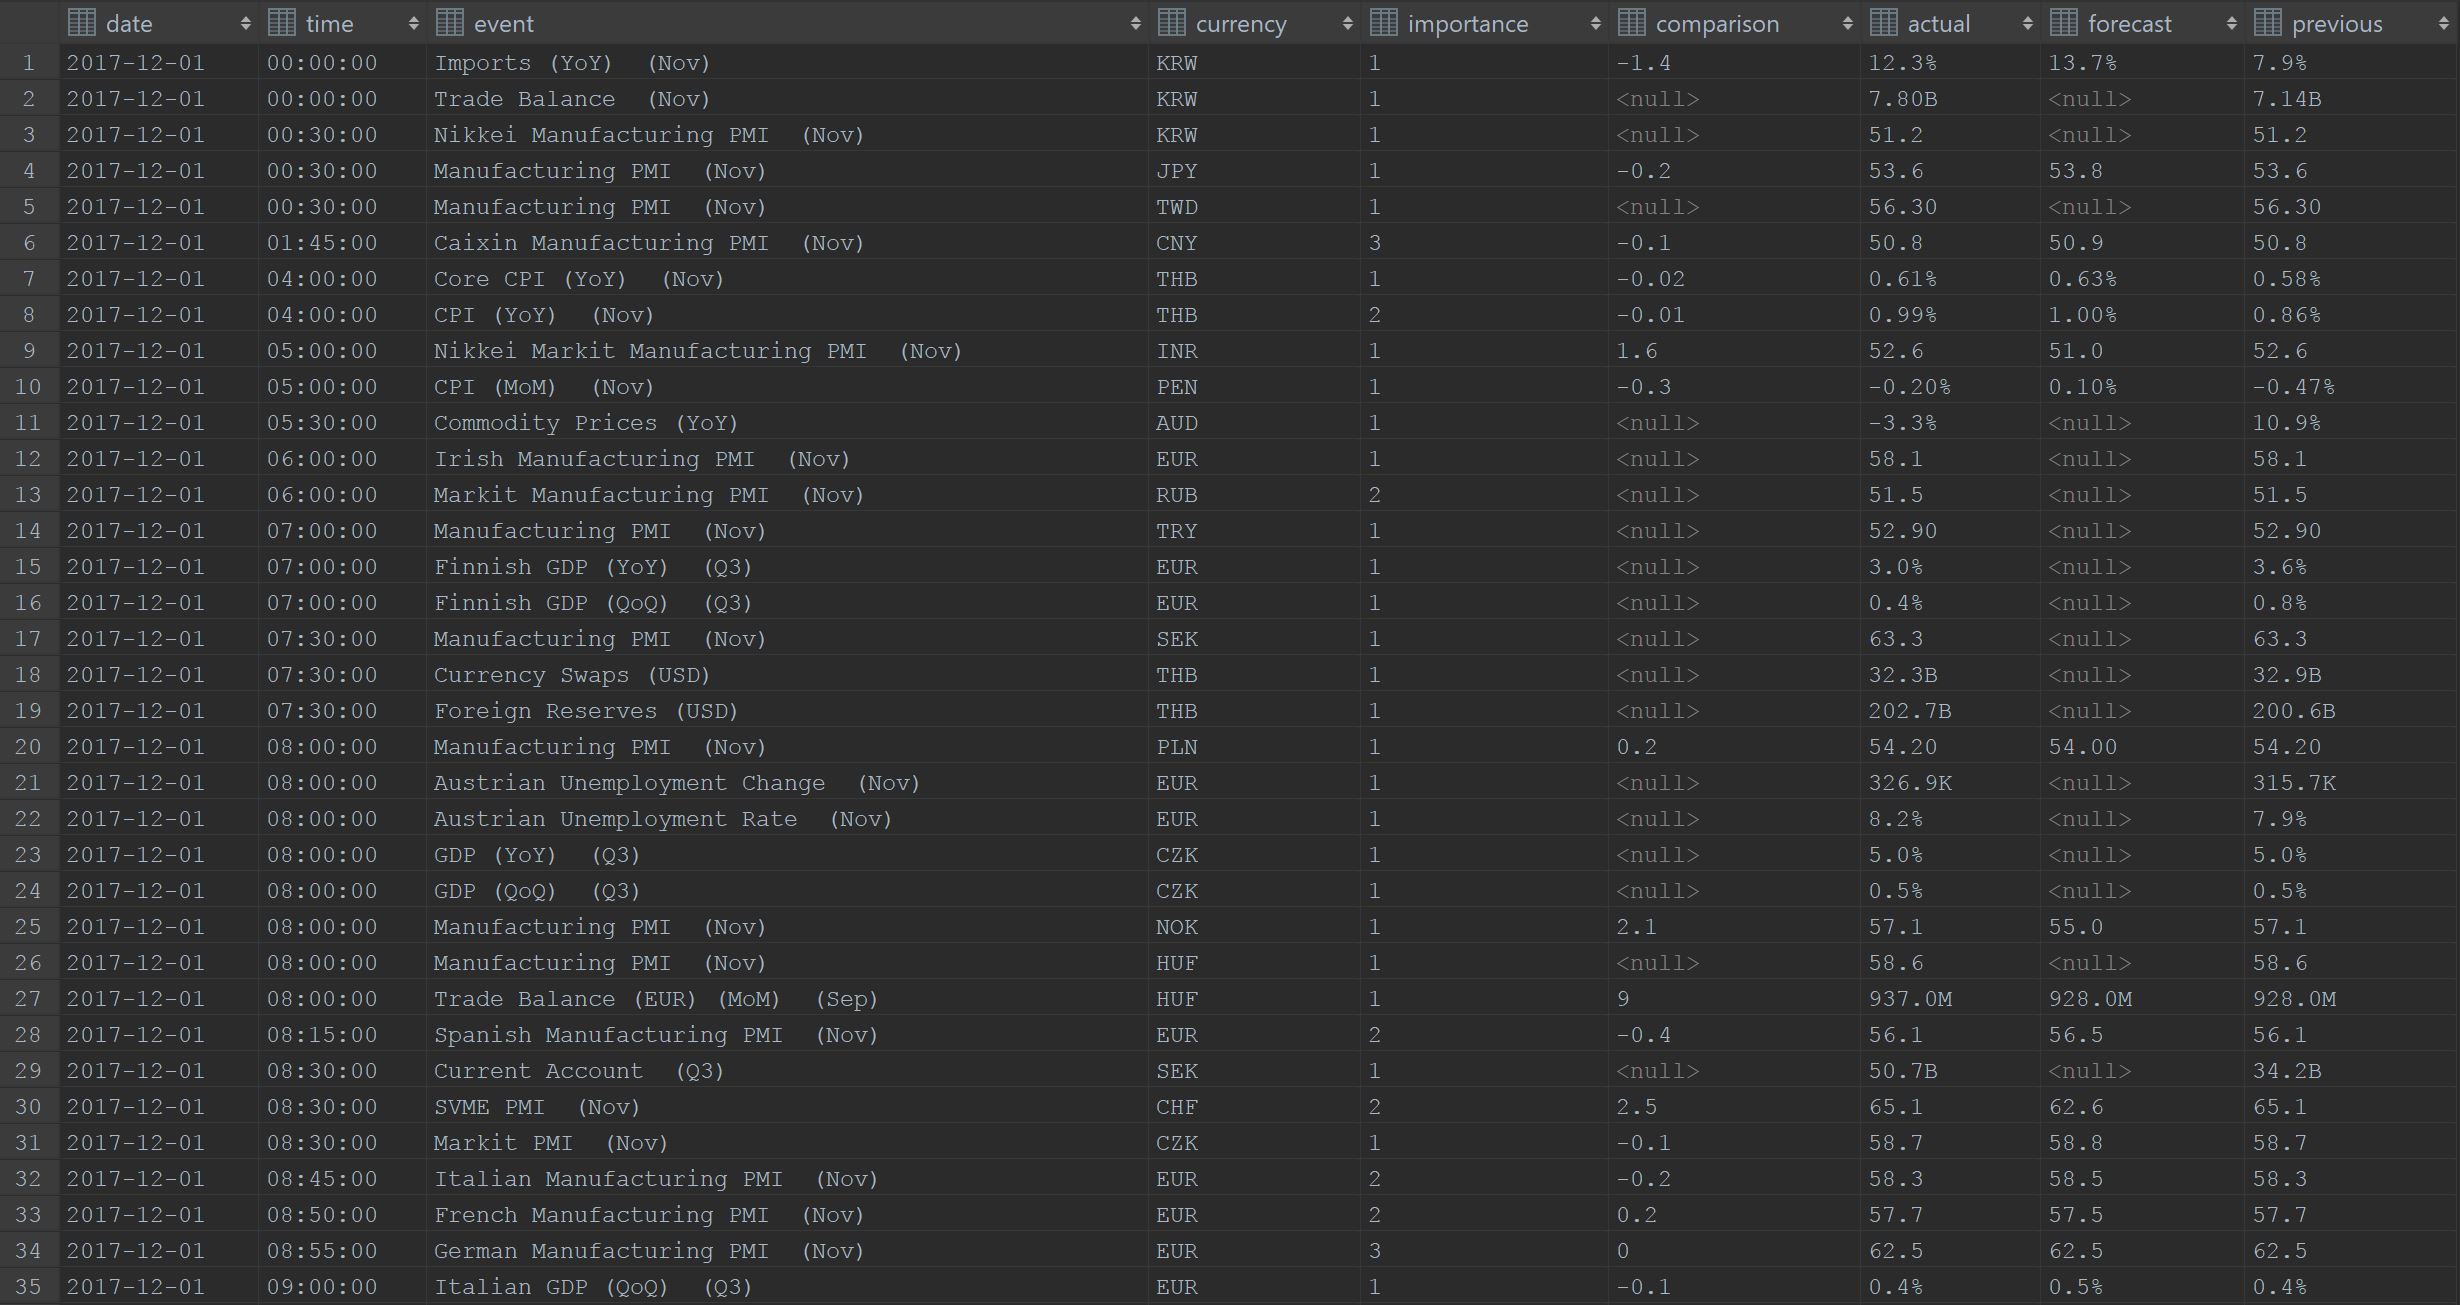 date time event currency importance comparison actual forecast previous
1 2017-12-01 00:00:00 Imports (YoY) (Nov) KRW 1 -1.4 12.3% 13.7% 7.9%
2 2017-12-01 00:00:00 Trade Balance (Nov) KRW 1 <null> 7.80B <null> 7.14B
3 2017-12-01 00:30:00 Nikkei Manufacturing PMI (Nov) KRW 1 <null> 51.2 <null> 51.2
4 2017-12-01 00:30:00 Manufacturing PMI (Nov) JPY 1 -0.2 53.6 53.8 53.6
5 2017-12-01 00:30:00 Manufacturing PMI (Nov) TWD 1 <null> 56.30 <null> 56.30
6 2017-12-01 01:45:00 Caixin Manufacturing PMI (Nov) CNY 3 -0.1 50.8 50.9 50.8
7 2017-12-01 04:00:00 Core CPI (YoY) (Nov) THB 1 -0.02 0.61% 0.63% 0.58%
8 2017-12-01 04:00:00 CPI (YoY) (Nov) THB 2 -0.01 0.99% 1.00% 0.86%
9 2017-12-01 05:00:00 Nikkei Markit Manufacturing PMI (Nov) INR 1 1.6 52.6 51.0 52.6
10 2017-12-01 05:00:00 CPI (MoM) (Nov) PEN 1 -0.3 -0.20% 0.10% -0.47%
11 2017-12-01 05:30:00 Commodity Prices (YoY) AUD 1 <null> -3.3% <null> 10.9%
12 2017-12-01 06:00:00 Irish Manufacturing PMI (Nov) EUR 1 <null> 58.1 <null> 58.1
13 2017-12-01 06:00:00 Markit Manufacturing PMI (Nov) RUB 2 <null> 51.5 <null> 51.5
14 2017-12-01 07:00:00 Manufacturing PMI (Nov) TRY 1 <null> 52.90 <null> 52.90
15 2017-12-01 07:00:00 Finnish GDP (YoY) (Q3) EUR 1 <null> 3.0% <null> 3.6%
16 2017-12-01 07:00:00 Finnish GDP (QoQ) (Q3) EUR 1 <null> 0.4% <null> 0.8%
17 2017-12-01 07:30:00 Manufacturing PMI (Nov) SEK 1 <null> 63.3 <null> 63.3
18 2017-12-01 07:30:00 Currency Swaps (USD) THB 1 <null> 32.3B <null> 32.9B
19 2017-12-01 07:30:00 Foreign Reserves (USD) THB 1 <null> 202.7B <null> 200.6B
20 2017-12-01 08:00:00 Manufacturing PMI (Nov) PLN 1 0.2 54.20 54.00 54.20
21 2017-12-01 08:00:00 Austrian Unemployment Change (Nov) EUR 1 <null> 326.9K <null> 315.7K
22 2017-12-01 08:00:00 Austrian Unemployment Rate (Nov) EUR 1 <null> 8.2% <null> 7.9%
23 2017-12-01 08:00:00 GDP (YoY) (Q3) CZK 1 <null> 5.0% <null> 5.0%
24 2017-12-01 08:00:00 GDP (QoQ) (Q3) CZK 1 <null> 0.5% <null> 0.5%
25 2017-12-01 08:00:00 Manufacturing PMI (Nov) NOK 1 2.1 57.1 55.0 57.1
26 2017-12-01 08:00:00 Manufacturing PMI (Nov) HUF 1 <null> 58.6 <null> 58.6
27 2017-12-01 08:00:00 Trade Balance (EUR) (MoM) (Sep) HUF 1 9 937.0M 928.0M 928.0M
28 2017-12-01 08:15:00 Spanish Manufacturing PMI (Nov) EUR 2 -0.4 56.1 56.5 56.1
29 2017-12-01 08:30:00 Current Account (Q3) SEK 1 <null> 50.7B <null> 34.2B
30 2017-12-01 08:30:00 SVME PMI (Nov) CHF 2 2.5 65.1 62.6 65.1
31 2017-12-01 08:30:00 Markit PMI (Nov) CZK 1 -0.1 58.7 58.8 58.7
32 2017-12-01 08:45:00 Italian Manufacturing PMI (Nov) EUR 2 -0.2 58.3 58.5 58.3
33 2017-12-01 08:50:00 French Manufacturing PMI (Nov) EUR 2 0.2 57.7 57.5 57.7
34 2017-12-01 08:55:00 German Manufacturing PMI (Nov) EUR 3 0 62.5 62.5 62.5
35 2017-12-01 09:00:00 Italian GDP (QoQ) (Q3) EUR 1 -0.1 0.4% 0.5% 0.4%